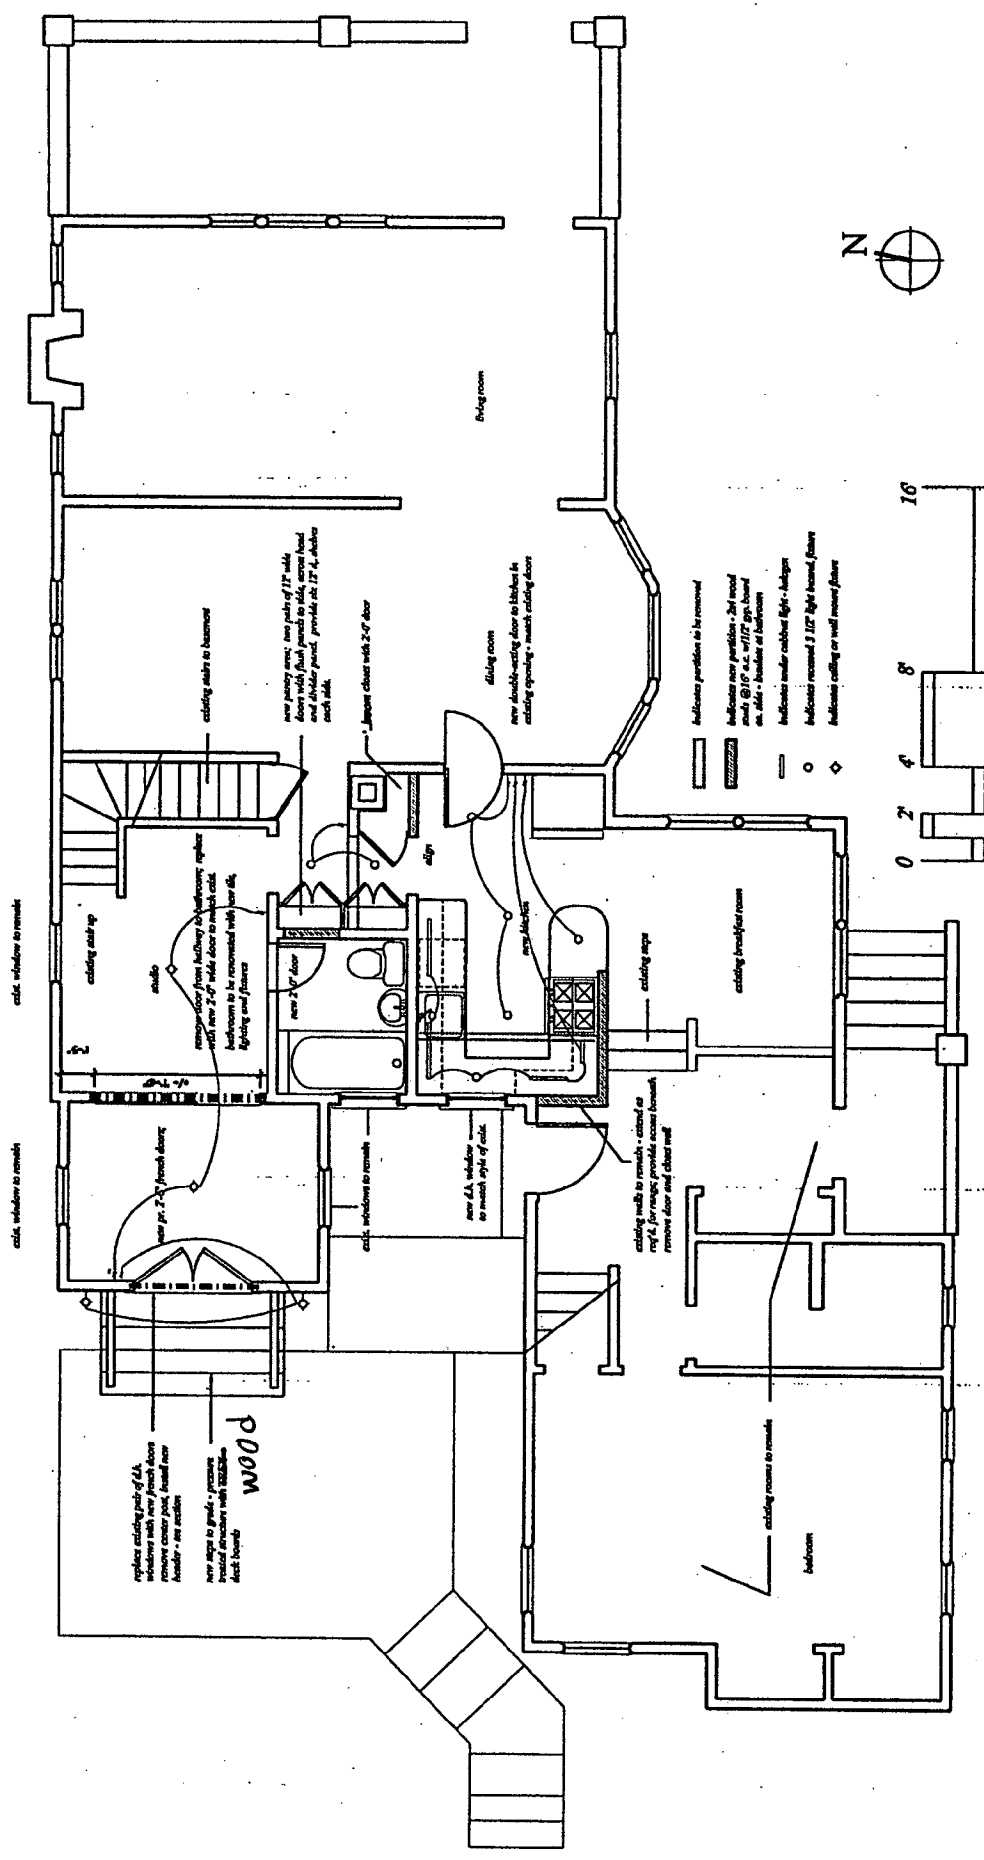 exist. window to remain
exist. window to remain
existing stair up
studio
remove door from hallway to bathroom; replace
with new 2'-0" wide door to match exist.
bathroom to be renovated with new tile,
lighting and fixtures
new 2'-0" door
+/- 7'-6"
new pr. 2'-6" french doors;
existing stairs to basement
new pantry area; two pairs of 12" wide
doors with flush panels to side, across head
and divider panel. provide six 12" d. shelves
each side.
broom closet with 2'-0" door
living room
dining room
new double-acting door to kitchen in
existing opening - match existing doors
align
new kitchen
existing steps
existing breakfast room
exist. windows to remain
new d.h. window
to match style of exist.
existing walls to remain - extend as
req'd. for range; provide access beneath
remove door and closet wall
replace existing pair of d.h.
windows with new french doors
remove center post, install new
header - see section
new steps to grade - pressure
treated structure with
deck boards
wood
existing rooms to remain
bedroom
indicates partition to be removed
indicates new partition - 2x4 wood
studs @16" o.c. w/1/2" gyp. board
ea. side - insulate at bathroom
indicates under cabinet light - halogen
indicates recessed 3 1/2" light hooded fixture
indicates ceiling or wall mount fixture
N
0 2' 4' 8' 16'